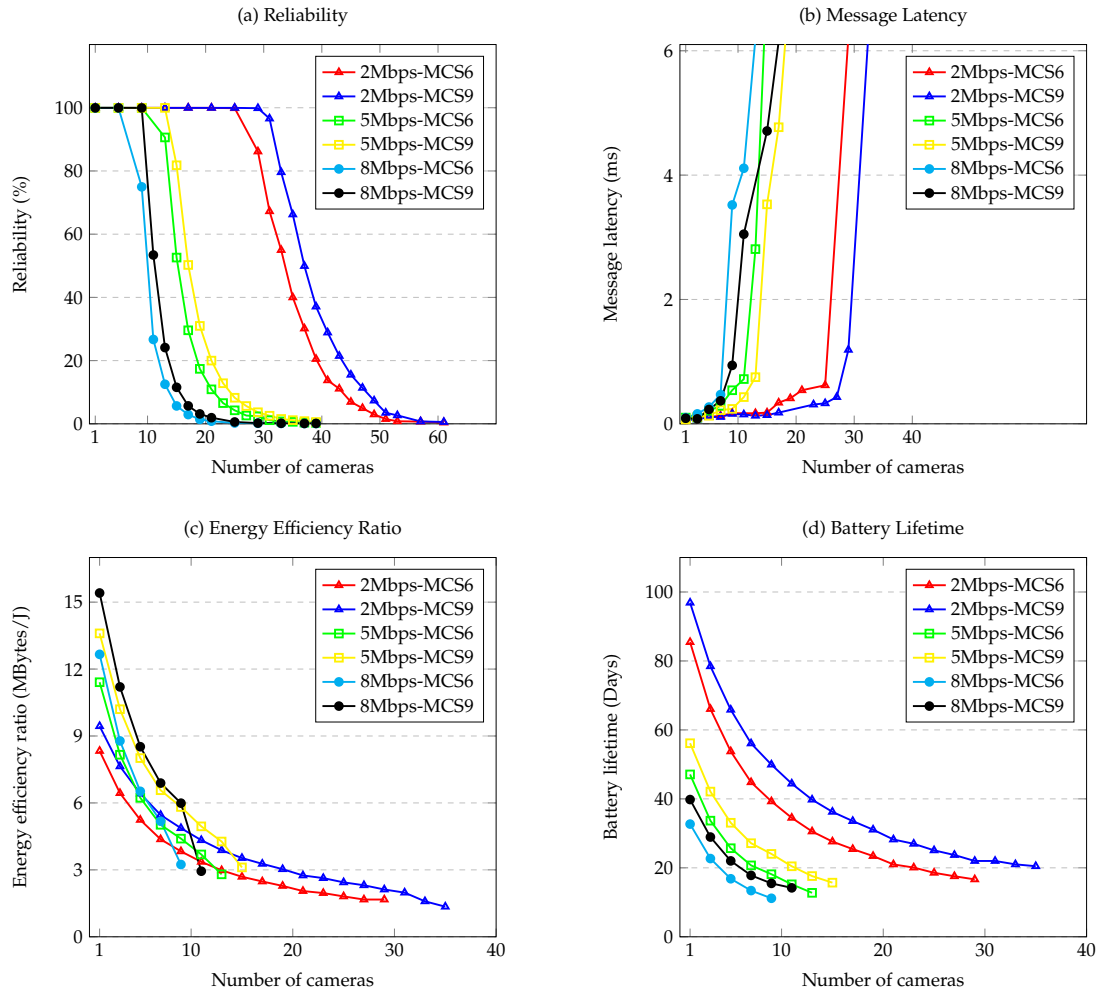 (a) Reliability
2Mbps-MCS6
2Mbps-MCS9
5Mbps-MCS6
5Mbps-MCS9
8Mbps-MCS6
8Mbps-MCS9
100
80
60
40
20
0
1 10 20 30 40 50 60
Reliability (%)
Number of cameras
(b) Message Latency
2Mbps-MCS6
2Mbps-MCS9
5Mbps-MCS6
5Mbps-MCS9
8Mbps-MCS6
8Mbps-MCS9
6
4
2
0
1 10 20 30 40
Message latency (ms)
Number of cameras
(c) Energy Efficiency Ratio
2Mbps-MCS6
2Mbps-MCS9
5Mbps-MCS6
5Mbps-MCS9
8Mbps-MCS6
8Mbps-MCS9
15
12
9
6
3
0
1 10 20 30 40
Energy efficiency ratio (MBytes/J)
Number of cameras
(d) Battery Lifetime
2Mbps-MCS6
2Mbps-MCS9
5Mbps-MCS6
5Mbps-MCS9
8Mbps-MCS6
8Mbps-MCS9
100
80
60
40
20
0
1 10 20 30 40
Battery lifetime (Days)
Number of cameras